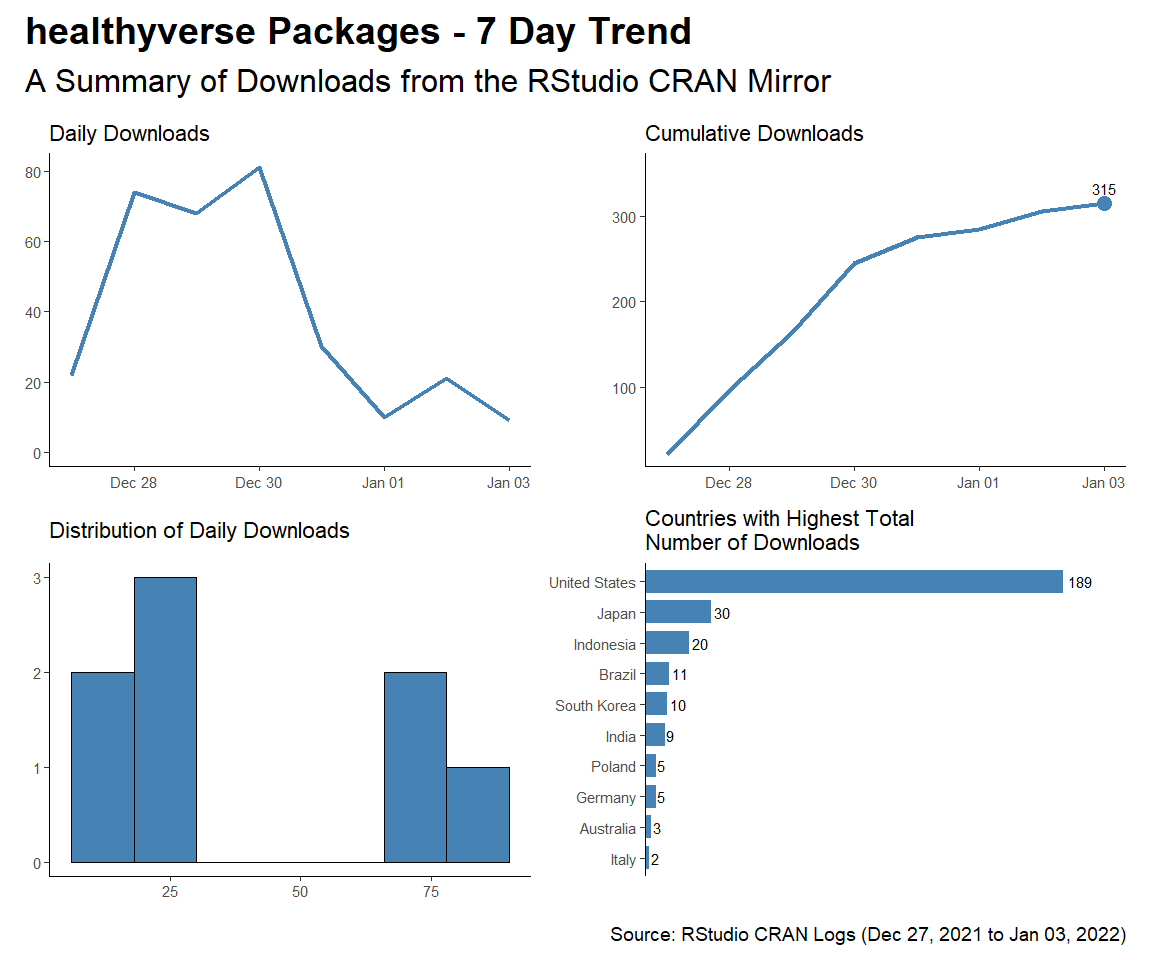 healthyverse Packages - 7 Day Trend
A Summary of Downloads from the RStudio CRAN Mirror
Daily Downloads
80
60
40
20
0
Dec 28 Dec 30 Jan 01 Jan 03
Cumulative Downloads
315
300
200
100
Dec 28 Dec 30 Jan 01 Jan 03
Distribution of Daily Downloads
3
2
1
0
25 50 75
Countries with Highest Total
Number of Downloads
United States 189
Japan 30
Indonesia 20
Brazil 11
South Korea 10
India 9
Poland 5
Germany 5
Australia 3
Italy 2
Source: RStudio CRAN Logs (Dec 27, 2021 to Jan 03, 2022)